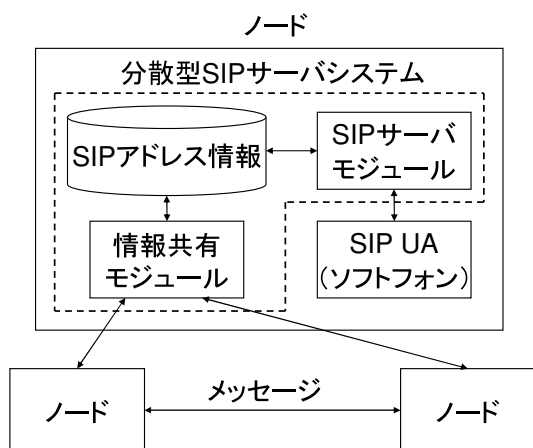 ノード
分散型SIPサーバシステム
SIPアドレス情報
SIPサーバ
モジュール
情報共有
モジュール
SIP UA
(ソフトフォン)
ノード
メッセージ
ノード